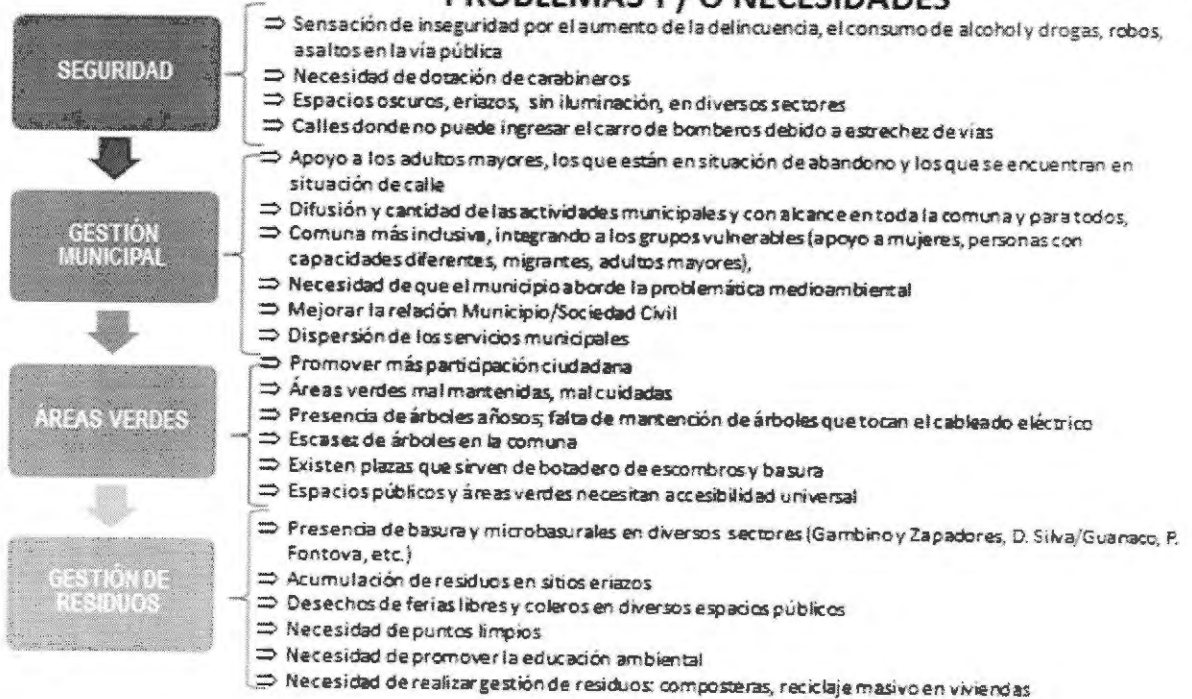 PROBLEMAS Y / O NECESIDADES
SEGURIDAD
⇒ Sensación de inseguridad por el aumento de la delincuencia, el consumo de alcohol y drogas, robos,
asaltos en la vía pública
⇒ Necesidad de dotación de carabineros
⇒ Espacios oscuros, eriazos, sin iluminación, en diversos sectores
⇒ Calles donde no puede ingresar el carro de bomberos debido a estrechez de vías
GESTIÓN
MUNICIPAL
⇒ Apoyo a los adultos mayores, los que están en situación de abandono y los que se encuentran en
situación de calle
⇒ Difusión y cantidad de las actividades municipales y con alcance en toda la comuna y para todos,
⇒ Comuna más inclusiva, integrando a los grupos vulnerables (apoyo a mujeres, personas con
capacidades diferentes, migrantes, adultos mayores),
⇒ Necesidad de que el municipio aborde la problemática medioambiental
⇒ Mejorar la relación Municipio/Sociedad Civil
⇒ Dispersión de los servicios municipales
⇒ Promover más participación ciudadana
ÁREAS VERDES
⇒ Áreas verdes mal mantenidas, mal cuidadas
⇒ Presencia de árboles añosos; falta de mantención de árboles que tocan el cableado eléctrico
⇒ Escasez de árboles en la comuna
⇒ Existen plazas que sirven de botadero de escombros y basura
⇒ Espacios públicos y áreas verdes necesitan accesibilidad universal
GESTIÓN DE
RESIDUOS
⇒ Presencia de basura y microbasurales en diversos sectores (Gambino y Zapadores, D. Silva/Guanaco, P.
Fontova, etc.)
⇒ Acumulación de residuos en sitios eriazos
⇒ Desechos de ferias libres y coleros en diversos espacios públicos
⇒ Necesidad de puntos limpios
⇒ Necesidad de promover la educación ambiental
⇒ Necesidad de realizar gestión de residuos: composteras, reciclaje masivo en viviendas